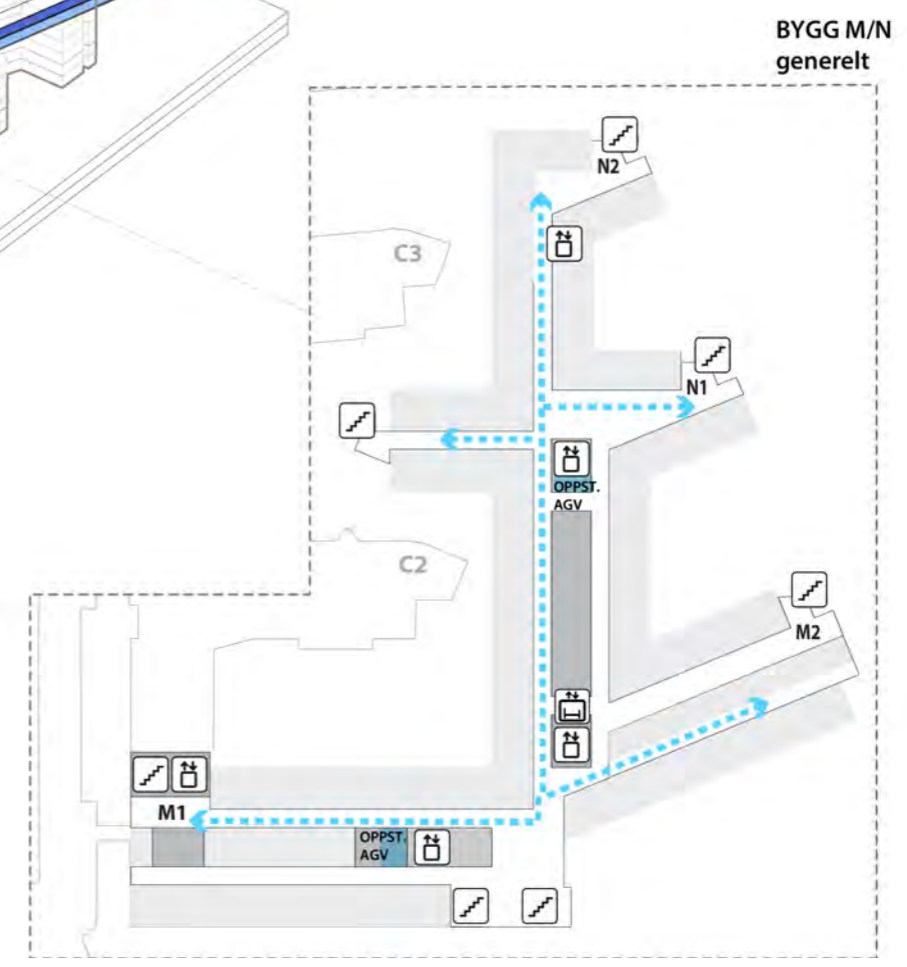 BYGG M/N
generelt
N2
C3
N1
OPPST.
AGV
C2
M2
M1
OPPST.
AGV